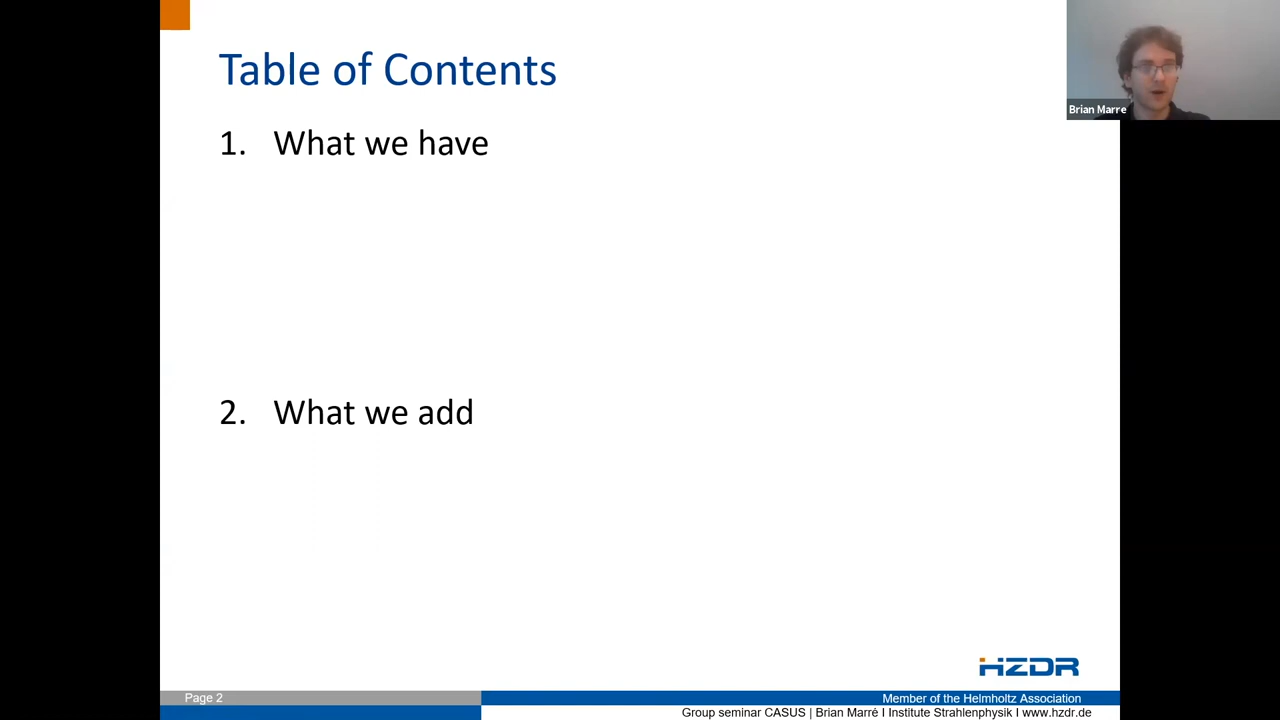 Table of Contents
Brian Marre
1. What we have
2. What we add
HZDR
Page 2
Member of the Helmholtz Association
Group seminar CASUS | Brian Marré I Institute Strahlenphysik I www.hzdr.de